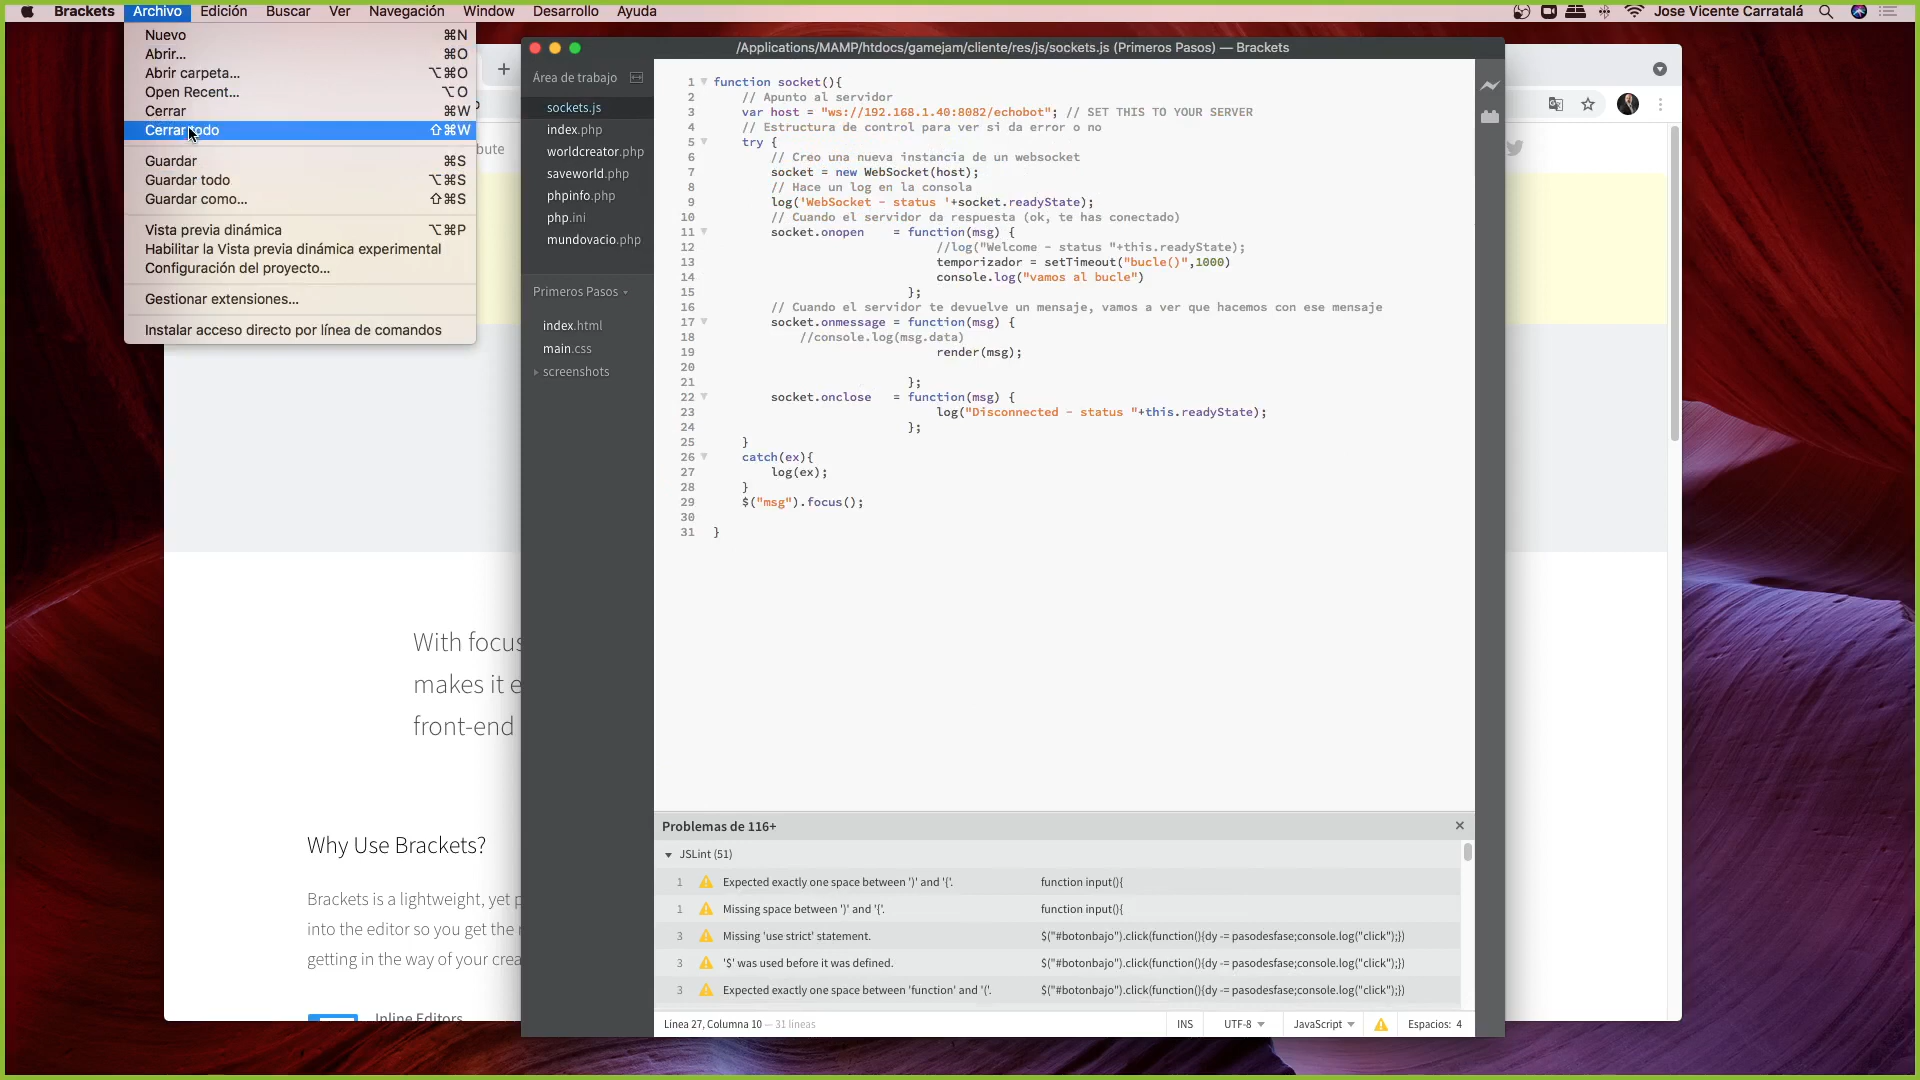 Brackets Archivo Edición Buscar Ver Navegación Window Desarrollo Ayuda
Jose Vicente Carratalá
Nuevo ⌘N
Abrir... ⌘O
Abrir carpeta... ⌥⌘O
Open Recent... ⌥O
Cerrar ⌘W
Cerrar todo ⇧⌘W
Guardar ⌘S
Guardar todo ⌥⌘S
Guardar como... ⇧⌘S
Vista previa dinámica ⌥⌘P
Habilitar la Vista previa dinámica experimental
Configuración del proyecto...
Gestionar extensiones...
Instalar acceso directo por línea de comandos
/Applications/MAMP/htdocs/gamejam/cliente/res/js/sockets.js (Primeros Pasos) — Brackets
Área de trabajo
sockets.js
index.php
worldcreator.php
saveworld.php
phpinfo.php
php.ini
mundovacio.php
Primeros Pasos
index.html
main.css
screenshots
1 function socket(){
2 // Apunto al servidor
3 var host = "ws://192.168.1.40:8082/echobot"; // SET THIS TO YOUR SERVER
4 // Estructura de control para ver si da error o no
5 try {
6 // Creo una nueva instancia de un websocket
7 socket = new WebSocket(host);
8 // Hace un log en la consola
9 log('WebSocket - status '+socket.readyState);
10 // Cuando el servidor da respuesta (ok, te has conectado)
11 socket.onopen = function(msg) {
12 //log("Welcome - status "+this.readyState);
13 temporizador = setTimeout("bucle()",1000)
14 console.log("vamos al bucle")
15 };
16 // Cuando el servidor te devuelve un mensaje, vamos a ver que hacemos con ese mensaje
17 socket.onmessage = function(msg) {
18 //console.log(msg.data)
19 render(msg);
20
21 };
22 socket.onclose = function(msg) {
23 log("Disconnected - status "+this.readyState);
24 };
25 }
26 catch(ex){
27 log(ex);
28 }
29 $("msg").focus();
30
31 }
bute
With focus
makes it e
front-end
Why Use Brackets?
Brackets is a lightweight, yet p
into the editor so you get the
getting in the way of your crea
Inline Editors
Problemas de 116+
JSLint (51)
1 Expected exactly one space between ')' and '{'. function input(){
1 Missing space between ')' and '{'. function input(){
3 Missing 'use strict' statement. $("#botonbajo").click(function(){dy -= pasodesfase;console.log("click");})
3 '$' was used before it was defined. $("#botonbajo").click(function(){dy -= pasodesfase;console.log("click");})
3 Expected exactly one space between 'function' and '('. $("#botonbajo").click(function(){dy -= pasodesfase;console.log("click");})
Línea 27, Columna 10 — 31 líneas INS UTF-8 JavaScript Espacios: 4